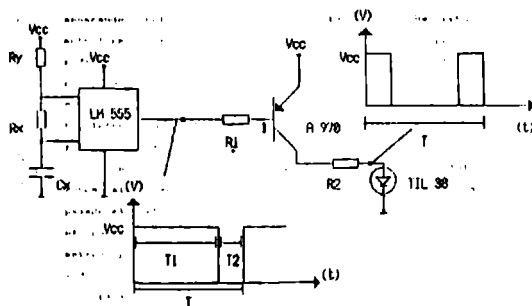 Vcc
Ry
Rx
Cx
Vcc
LM 555
R1
Vcc
A 970
R2
TIL 38
(V)
Vcc
T
(t)
(V)
Vcc
T1
T2
T
(t)